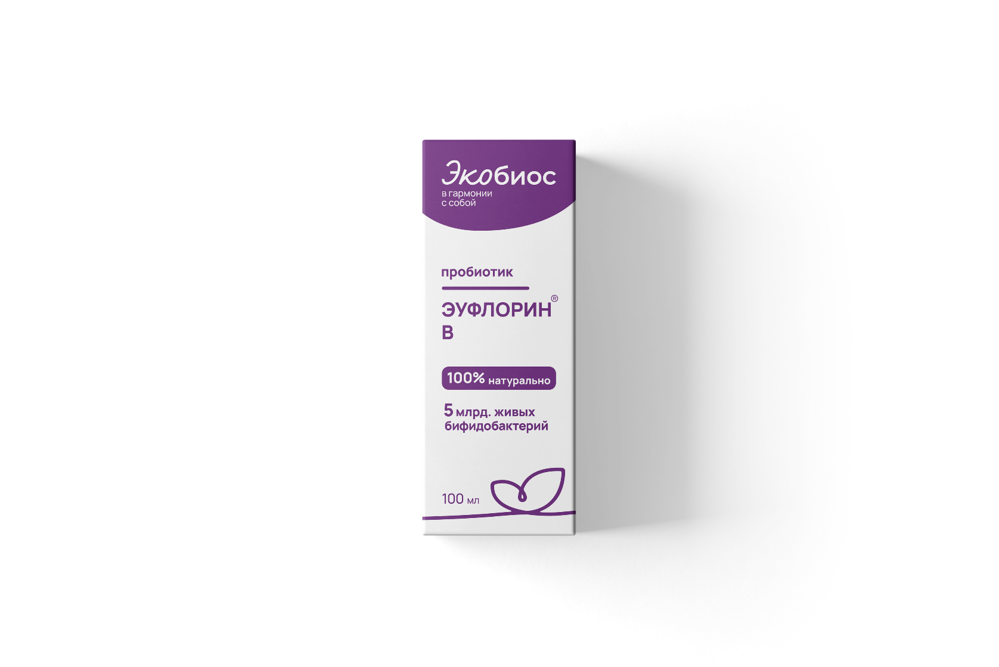 Экобиос
в гармонии
с собой
пробиотик
ЭУФЛОРИН®
В
100% натурально
5 млрд. живых
бифидобактерий
100 мл